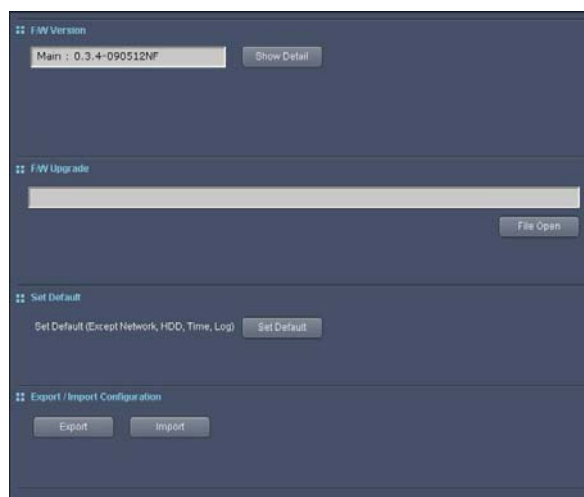 F/W Version
Main : 0.3.4-090512NF
Show Detail
F/W Upgrade
File Open
Set Default
Set Default (Except Network, HDD, Time, Log)
Set Default
Export / Import Configuration
Export
Import